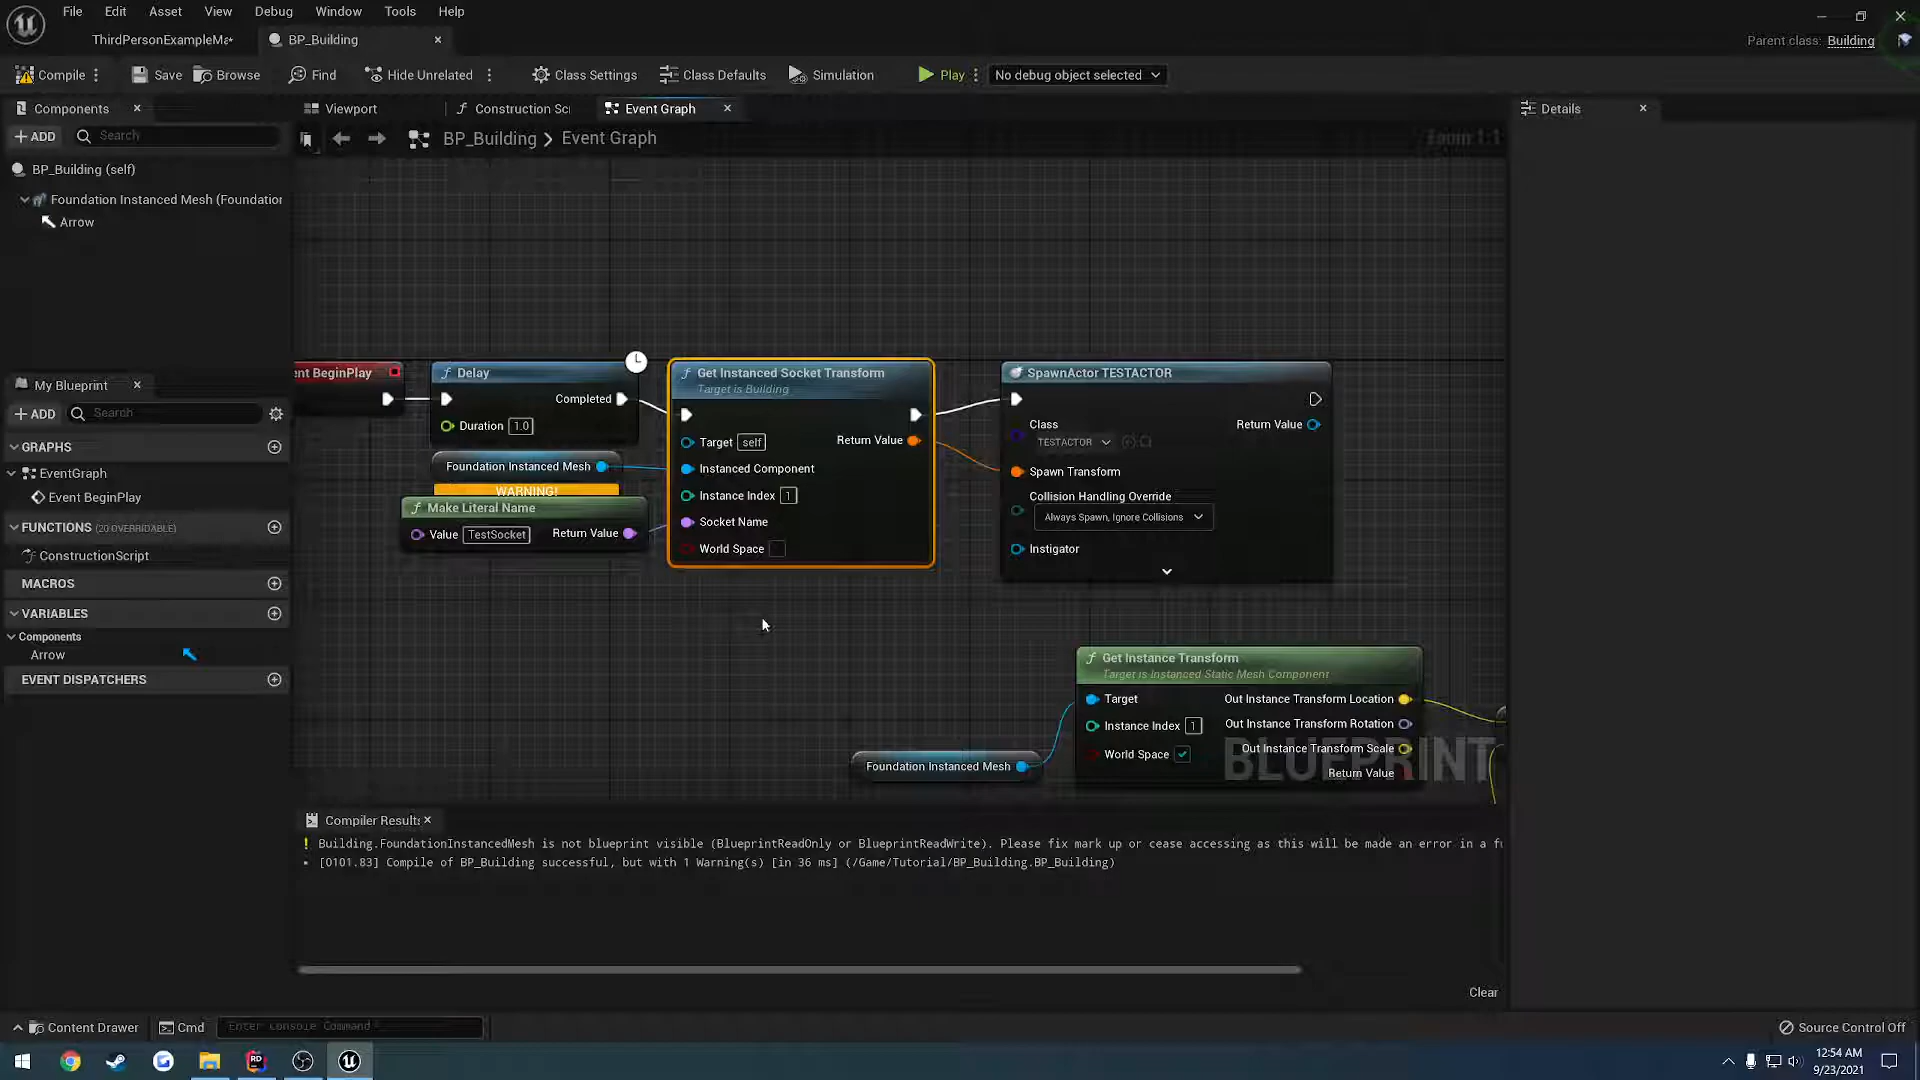 File Edit Asset View Debug Window Tools Help
ThirdPersonExampleMa*
BP_Building
Parent class: Building
Compile
Save
Browse
Find
Hide Unrelated
Class Settings
Class Defaults
Simulation
Play
No debug object selected
Components
Viewport
Construction Sc
Event Graph
Details
+ ADD
Search
BP_Building > Event Graph
Zoom 1:1
BP_Building (self)
Foundation Instanced Mesh (Foundation
Arrow
ent BeginPlay
Delay
Completed
Duration 1.0
Get Instanced Socket Transform
Target is Building
Target self
Return Value
Instanced Component
Instance Index 1
Socket Name
World Space
SpawnActor TESTACTOR
Class
TESTACTOR
Return Value
Spawn Transform
Collision Handling Override
Always Spawn, Ignore Collisions
Instigator
Foundation Instanced Mesh
WARNING!
Make Literal Name
Value TestSocket
Return Value
My Blueprint
+ ADD
Search
GRAPHS
EventGraph
Event BeginPlay
FUNCTIONS (20 OVERRIDABLE)
ConstructionScript
MACROS
VARIABLES
Components
Arrow
EVENT DISPATCHERS
Get Instance Transform
Target is Instanced Static Mesh Component
Target
Out Instance Transform Location
Instance Index 1
Out Instance Transform Rotation
World Space
Out Instance Transform Scale
Return Value
Foundation Instanced Mesh
BLUEPRINT
Compiler Results
Building.FoundationInstancedMesh is not blueprint visible (BlueprintReadOnly or BlueprintReadWrite). Please fix mark up or cease accessing as this will be made an error in a fu
[0101.83] Compile of BP_Building successful, but with 1 Warning(s) [in 36 ms] (/Game/Tutorial/BP_Building.BP_Building)
Clear
Content Drawer
Cmd
Enter Console Command
Source Control Off
12:54 AM
9/23/2021